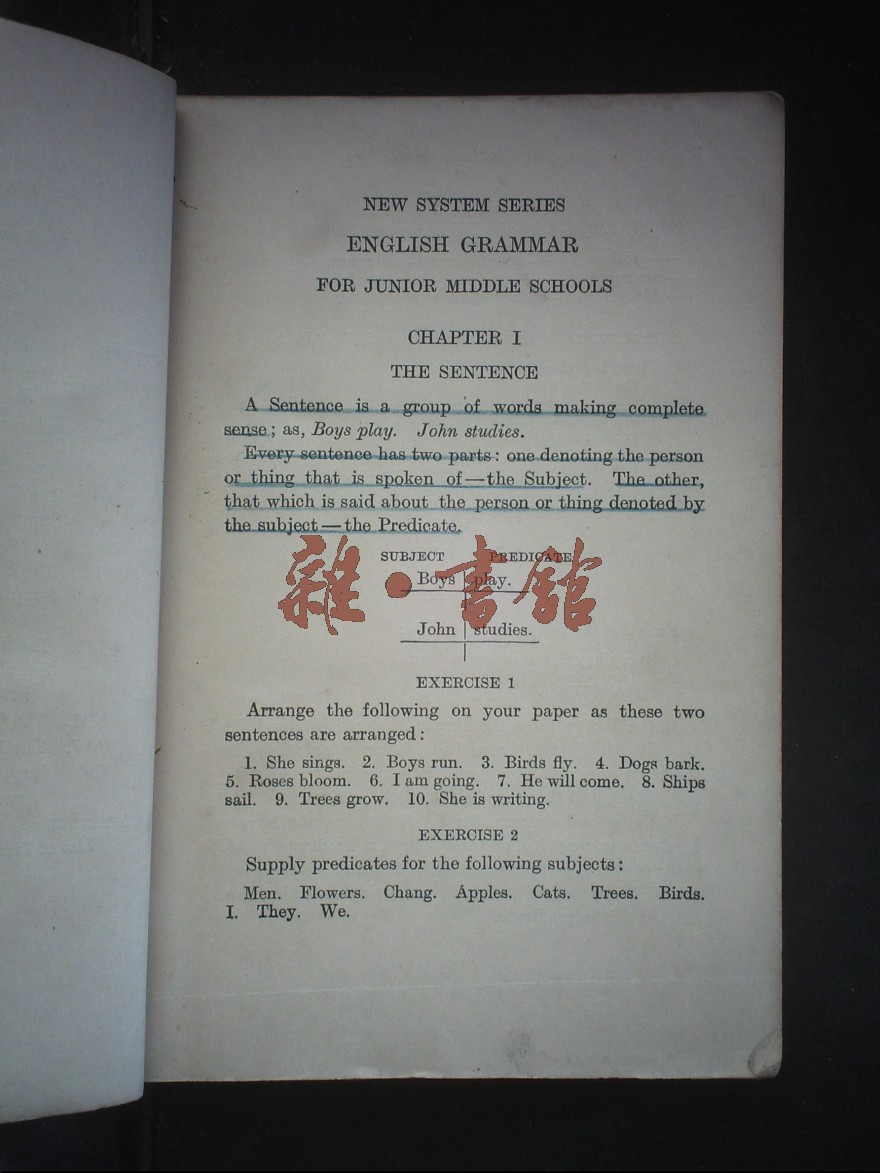 NEW SYSTEM SERIES
ENGLISH GRAMMAR
FOR JUNIOR MIDDLE SCHOOLS
CHAPTER I
THE SENTENCE
A Sentence is a group of words making complete
sense; as, Boys play. John studies.
Every sentence has two parts: one denoting the person
or thing that is spoken of—the Subject. The other,
that which is said about the person or thing denoted by
the subject—the Predicate.
SUBJECT PREDICATE
Boys play.
雜·書館
John studies.
EXERCISE 1
Arrange the following on your paper as these two
sentences are arranged:
1. She sings. 2. Boys run. 3. Birds fly. 4. Dogs bark.
5. Roses bloom. 6. I am going. 7. He will come. 8. Ships
sail. 9. Trees grow. 10. She is writing.
EXERCISE 2
Supply predicates for the following subjects:
Men. Flowers. Chang. Apples. Cats. Trees. Birds.
I. They. We.